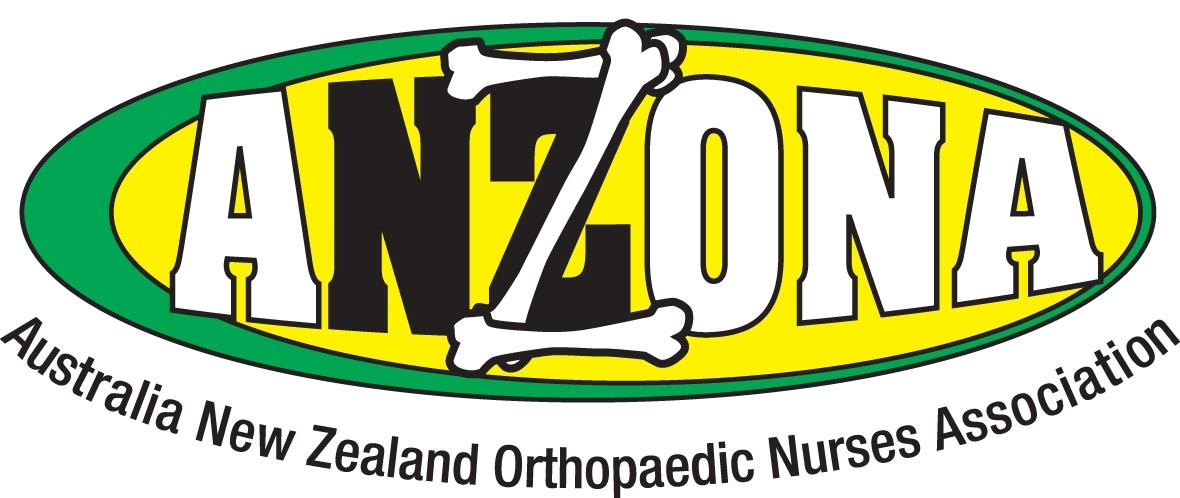 ANZONA
Australia New Zealand Orthopaedic Nurses Association